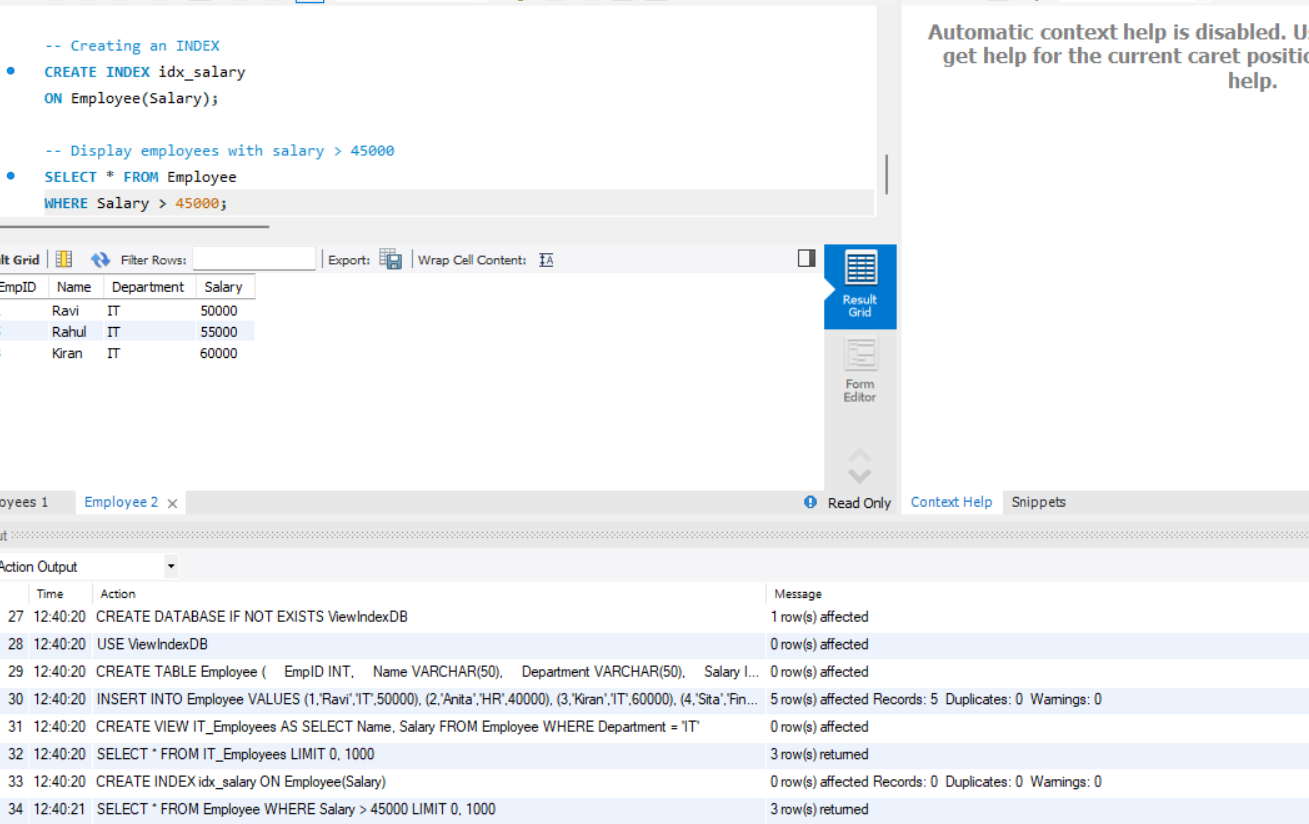 -- Creating an INDEX
CREATE INDEX idx_salary
ON Employee(Salary);
-- Display employees with salary > 45000
SELECT * FROM Employee
WHERE Salary > 45000;
Automatic context help is disabled. Us
get help for the current caret positio
help.
lt Grid Filter Rows: Export: Wrap Cell Content: IA
EmpID Name Department Salary
Ravi IT 50000
Rahul IT 55000
Kiran IT 60000
Result
Grid
Form
Editor
oyees 1 Employee 2 Read Only Context Help Snippets
ut
Action Output
Time Action Message
27 12:40:20 CREATE DATABASE IF NOT EXISTS ViewIndexDB 1 row(s) affected
28 12:40:20 USE ViewIndexDB 0 row(s) affected
29 12:40:20 CREATE TABLE Employee ( EmpID INT, Name VARCHAR(50), Department VARCHAR(50), Salary I... 0 row(s) affected
30 12:40:20 INSERT INTO Employee VALUES (1,'Ravi','IT',50000), (2,'Anita','HR',40000), (3,'Kiran','IT',60000), (4,'Sita','Fin... 5 row(s) affected Records: 5 Duplicates: 0 Warnings: 0
31 12:40:20 CREATE VIEW IT_Employees AS SELECT Name, Salary FROM Employee WHERE Department = 'IT' 0 row(s) affected
32 12:40:20 SELECT * FROM IT_Employees LIMIT 0, 1000 3 row(s) returned
33 12:40:20 CREATE INDEX idx_salary ON Employee(Salary) 0 row(s) affected Records: 0 Duplicates: 0 Warnings: 0
34 12:40:21 SELECT * FROM Employee WHERE Salary > 45000 LIMIT 0, 1000 3 row(s) returned